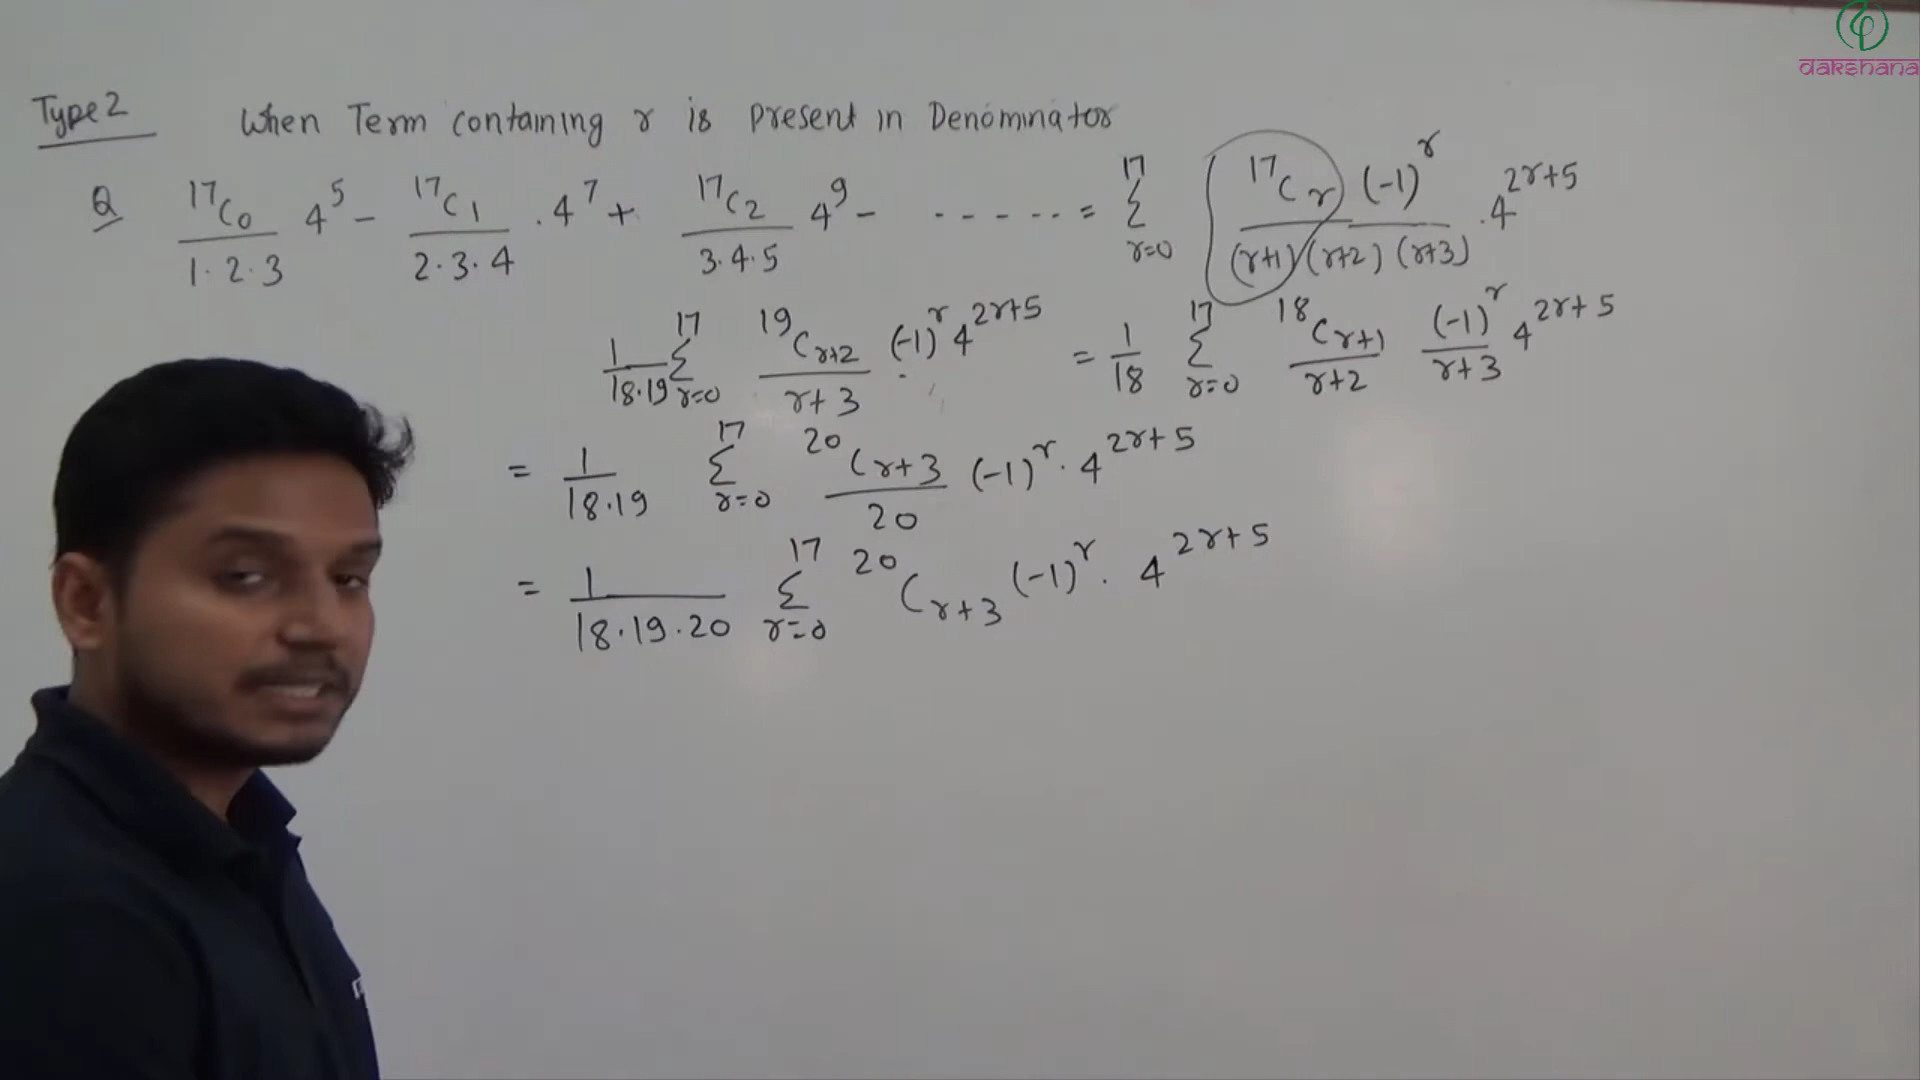 dakshana
Type 2 When Term containing r is present in Denominator
Q ¹⁷C₀/1·2·3 4⁵ − ¹⁷C₁/2·3·4 .4⁷ + ¹⁷C₂/3·4·5 4⁹ − ------ = Σ_{r=0}^{17} ¹⁷C_r (-1)^r/(r+1)(r+2)(r+3) .4^{2r+5}
1/18·19 Σ_{r=0}^{17} ¹⁹C_{r+2}/r+3 (-1)^r 4^{2r+5} = 1/18 Σ_{r=0}^{17} ¹⁸C_{r+1}/r+2 (-1)^r/r+3 4^{2r+5}
= 1/18·19 Σ_{r=0}^{17} ²⁰C_{r+3}/20 (-1)^r · 4^{2r+5}
= 1/18·19·20 Σ_{r=0}^{17} ²⁰C_{r+3} (-1)^r · 4^{2r+5}